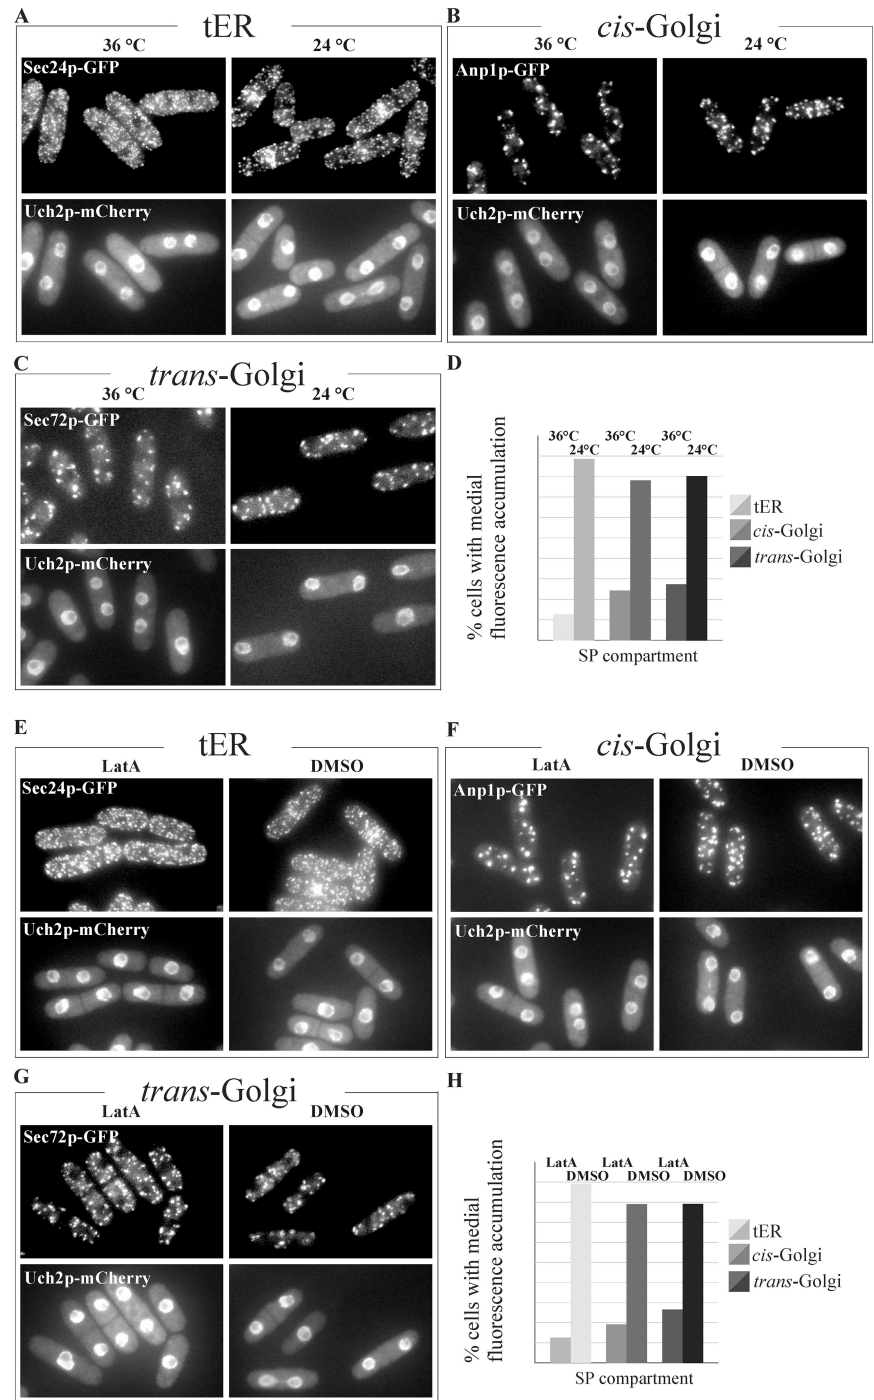 A
tER
36 °C
24 °C
Sec24p-GFP
Uch2p-mCherry
B
cis-Golgi
36 °C
24 °C
Anp1p-GFP
Uch2p-mCherry
C
trans-Golgi
36 °C
24 °C
Sec72p-GFP
Uch2p-mCherry
D
% cells with medial
fluorescence accumulation
36°C 36°C 36°C
24°C 24°C 24°C
tER
cis-Golgi
trans-Golgi
SP compartment
E
tER
LatA
DMSO
Sec24p-GFP
Uch2p-mCherry
F
cis-Golgi
LatA
DMSO
Anp1p-GFP
Uch2p-mCherry
G
trans-Golgi
LatA
DMSO
Sec72p-GFP
Uch2p-mCherry
H
% cells with medial
fluorescence accumulation
LatA LatA LatA
DMSO DMSO DMSO
tER
cis-Golgi
trans-Golgi
SP compartment